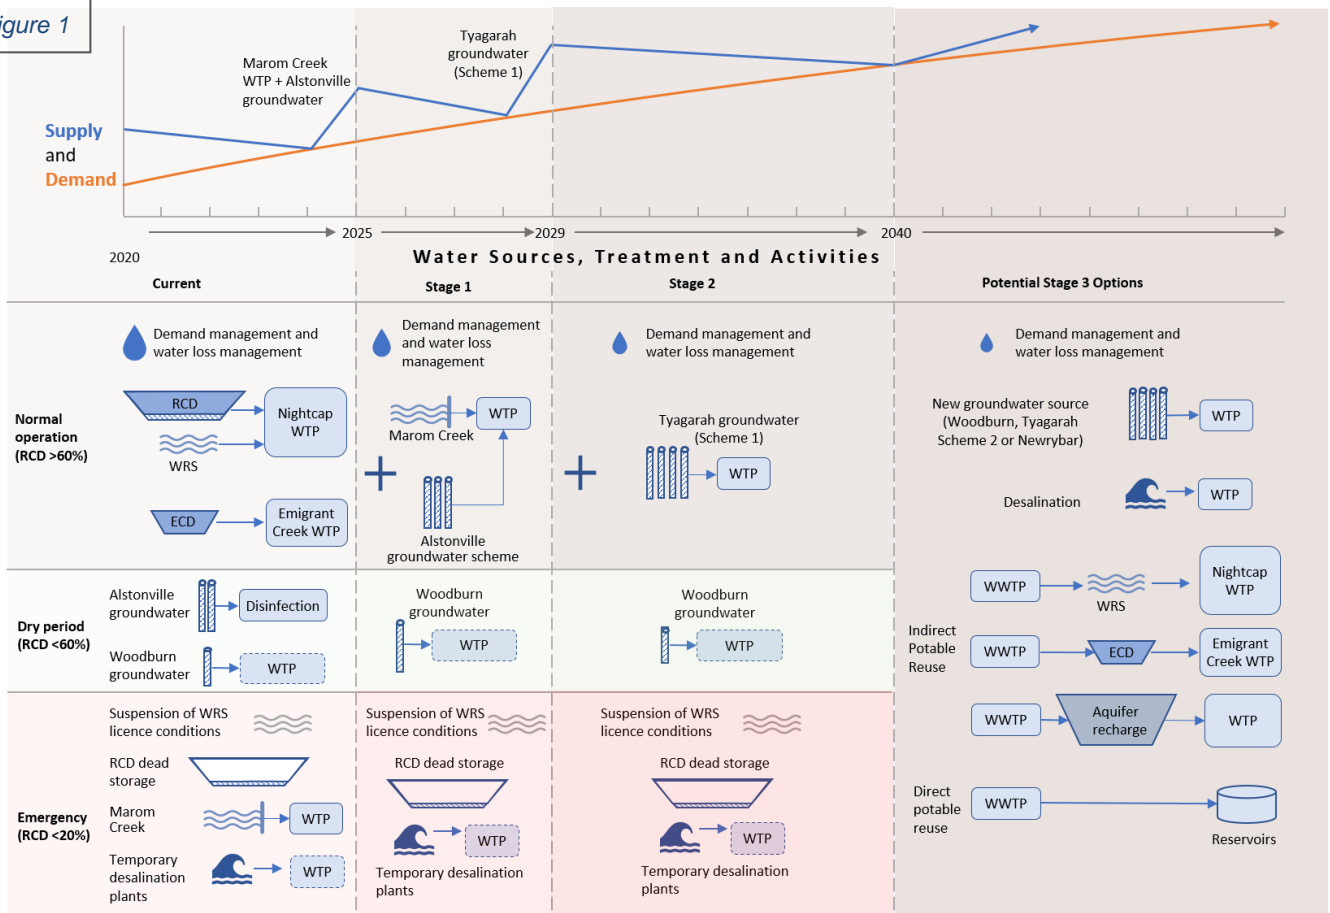 igure 1
Marom Creek
WTP + Alstonville
groundwater
Tyagarah
groundwater
(Scheme 1)
Supply
and
Demand
2020
2025
2029
2040
Water Sources, Treatment and Activities
Current
Stage 1
Stage 2
Potential Stage 3 Options
Normal
operation
(RCD >60%)
Demand management and
water loss management
RCD
Nightcap
WTP
WRS
ECD
Emigrant
Creek WTP
Demand management
and water loss
management
WTP
Marom Creek
Alstonville
groundwater scheme
Demand management and
water loss management
Tyagarah groundwater
(Scheme 1)
WTP
Demand management and
water loss management
New groundwater source
(Woodburn, Tyagarah
Scheme 2 or Newrybar)
WTP
Desalination
WTP
Indirect
Potable
Reuse
WWTP
WRS
Nightcap
WTP
WWTP
ECD
Emigrant
Creek WTP
WWTP
Aquifer
recharge
WTP
Direct
potable
reuse
WWTP
Reservoirs
Dry period
(RCD <60%)
Alstonville
groundwater
Disinfection
Woodburn
groundwater
WTP
Woodburn
groundwater
WTP
Woodburn
groundwater
WTP
Emergency
(RCD <20%)
Suspension of WRS
licence conditions
RCD dead
storage
Marom
Creek
WTP
Temporary
desalination
plants
WTP
Suspension of WRS
licence conditions
RCD dead storage
WTP
Temporary desalination
plants
Suspension of WRS
licence conditions
RCD dead storage
WTP
Temporary desalination
plants